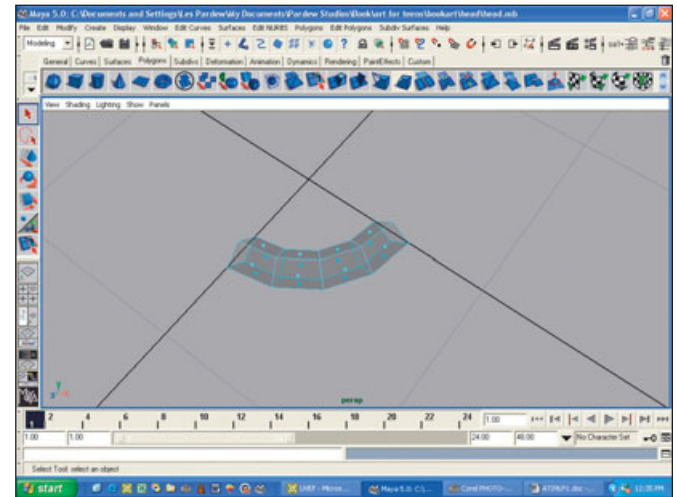 Maya 5.0: C:\Documents and Settings\Les Pardew\My Documents\Pardew Studios\Book\art for teens\bookart\head\head.mb
File Edit Modify Create Display Window Edit Curves Surfaces Edit NURBS Polygons Edit Polygons Subdiv Surfaces Help
Modeling
General Curves Surfaces Polygons Subdivs Deformation Animation Dynamics Rendering PaintEffects Custom
View Shading Lighting Show Panels
persp
2 4 6 8 10 12 14 16 18 20 22 24 1.00
1.00 1.00 24.00 48.00 No Character Set
Select Tool: select an object
start Maya 5.0: C:\... Corel PHOTO-... 12:35 PM